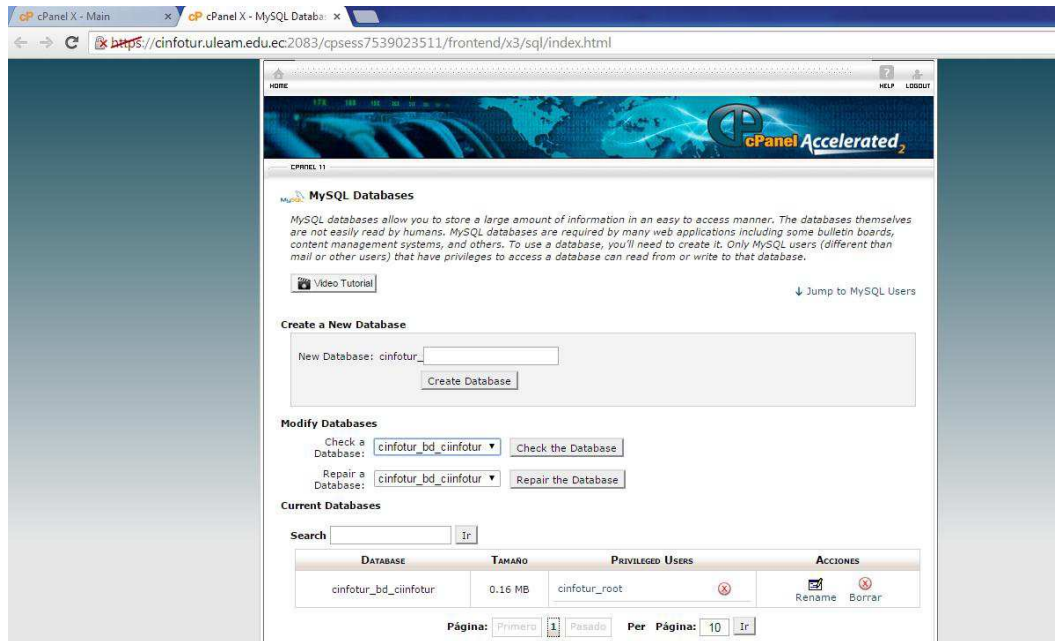 cPanel X - Main
cPanel X - MySQL Databa
https://cinfotur.uleam.edu.ec:2083/cpsess7539023511/frontend/x3/sql/index.html
HOME
HELP LOGOUT
cPanel Accelerated2
CPANEL 11
MySQL Databases
MySQL databases allow you to store a large amount of information in an easy to access manner. The databases themselves
are not easily read by humans. MySQL databases are required by many web applications including some bulletin boards,
content management systems, and others. To use a database, you'll need to create it. Only MySQL users (different than
mail or other users) that have privileges to access a database can read from or write to that database.
Video Tutorial
Jump to MySQL Users
Create a New Database
New Database: cinfotur_
Create Database
Modify Databases
Check a Database: cinfotur_bd_ciinfotur Check the Database
Repair a Database: cinfotur_bd_ciinfotur Repair the Database
Current Databases
Search Ir
DATABASE TAMAÑO PRIVILEGED USERS ACCIONES
cinfotur_bd_ciinfotur 0.16 MB cinfotur_root Rename Borrar
Página: Primero 1 Pasado Per Página: 10 Ir